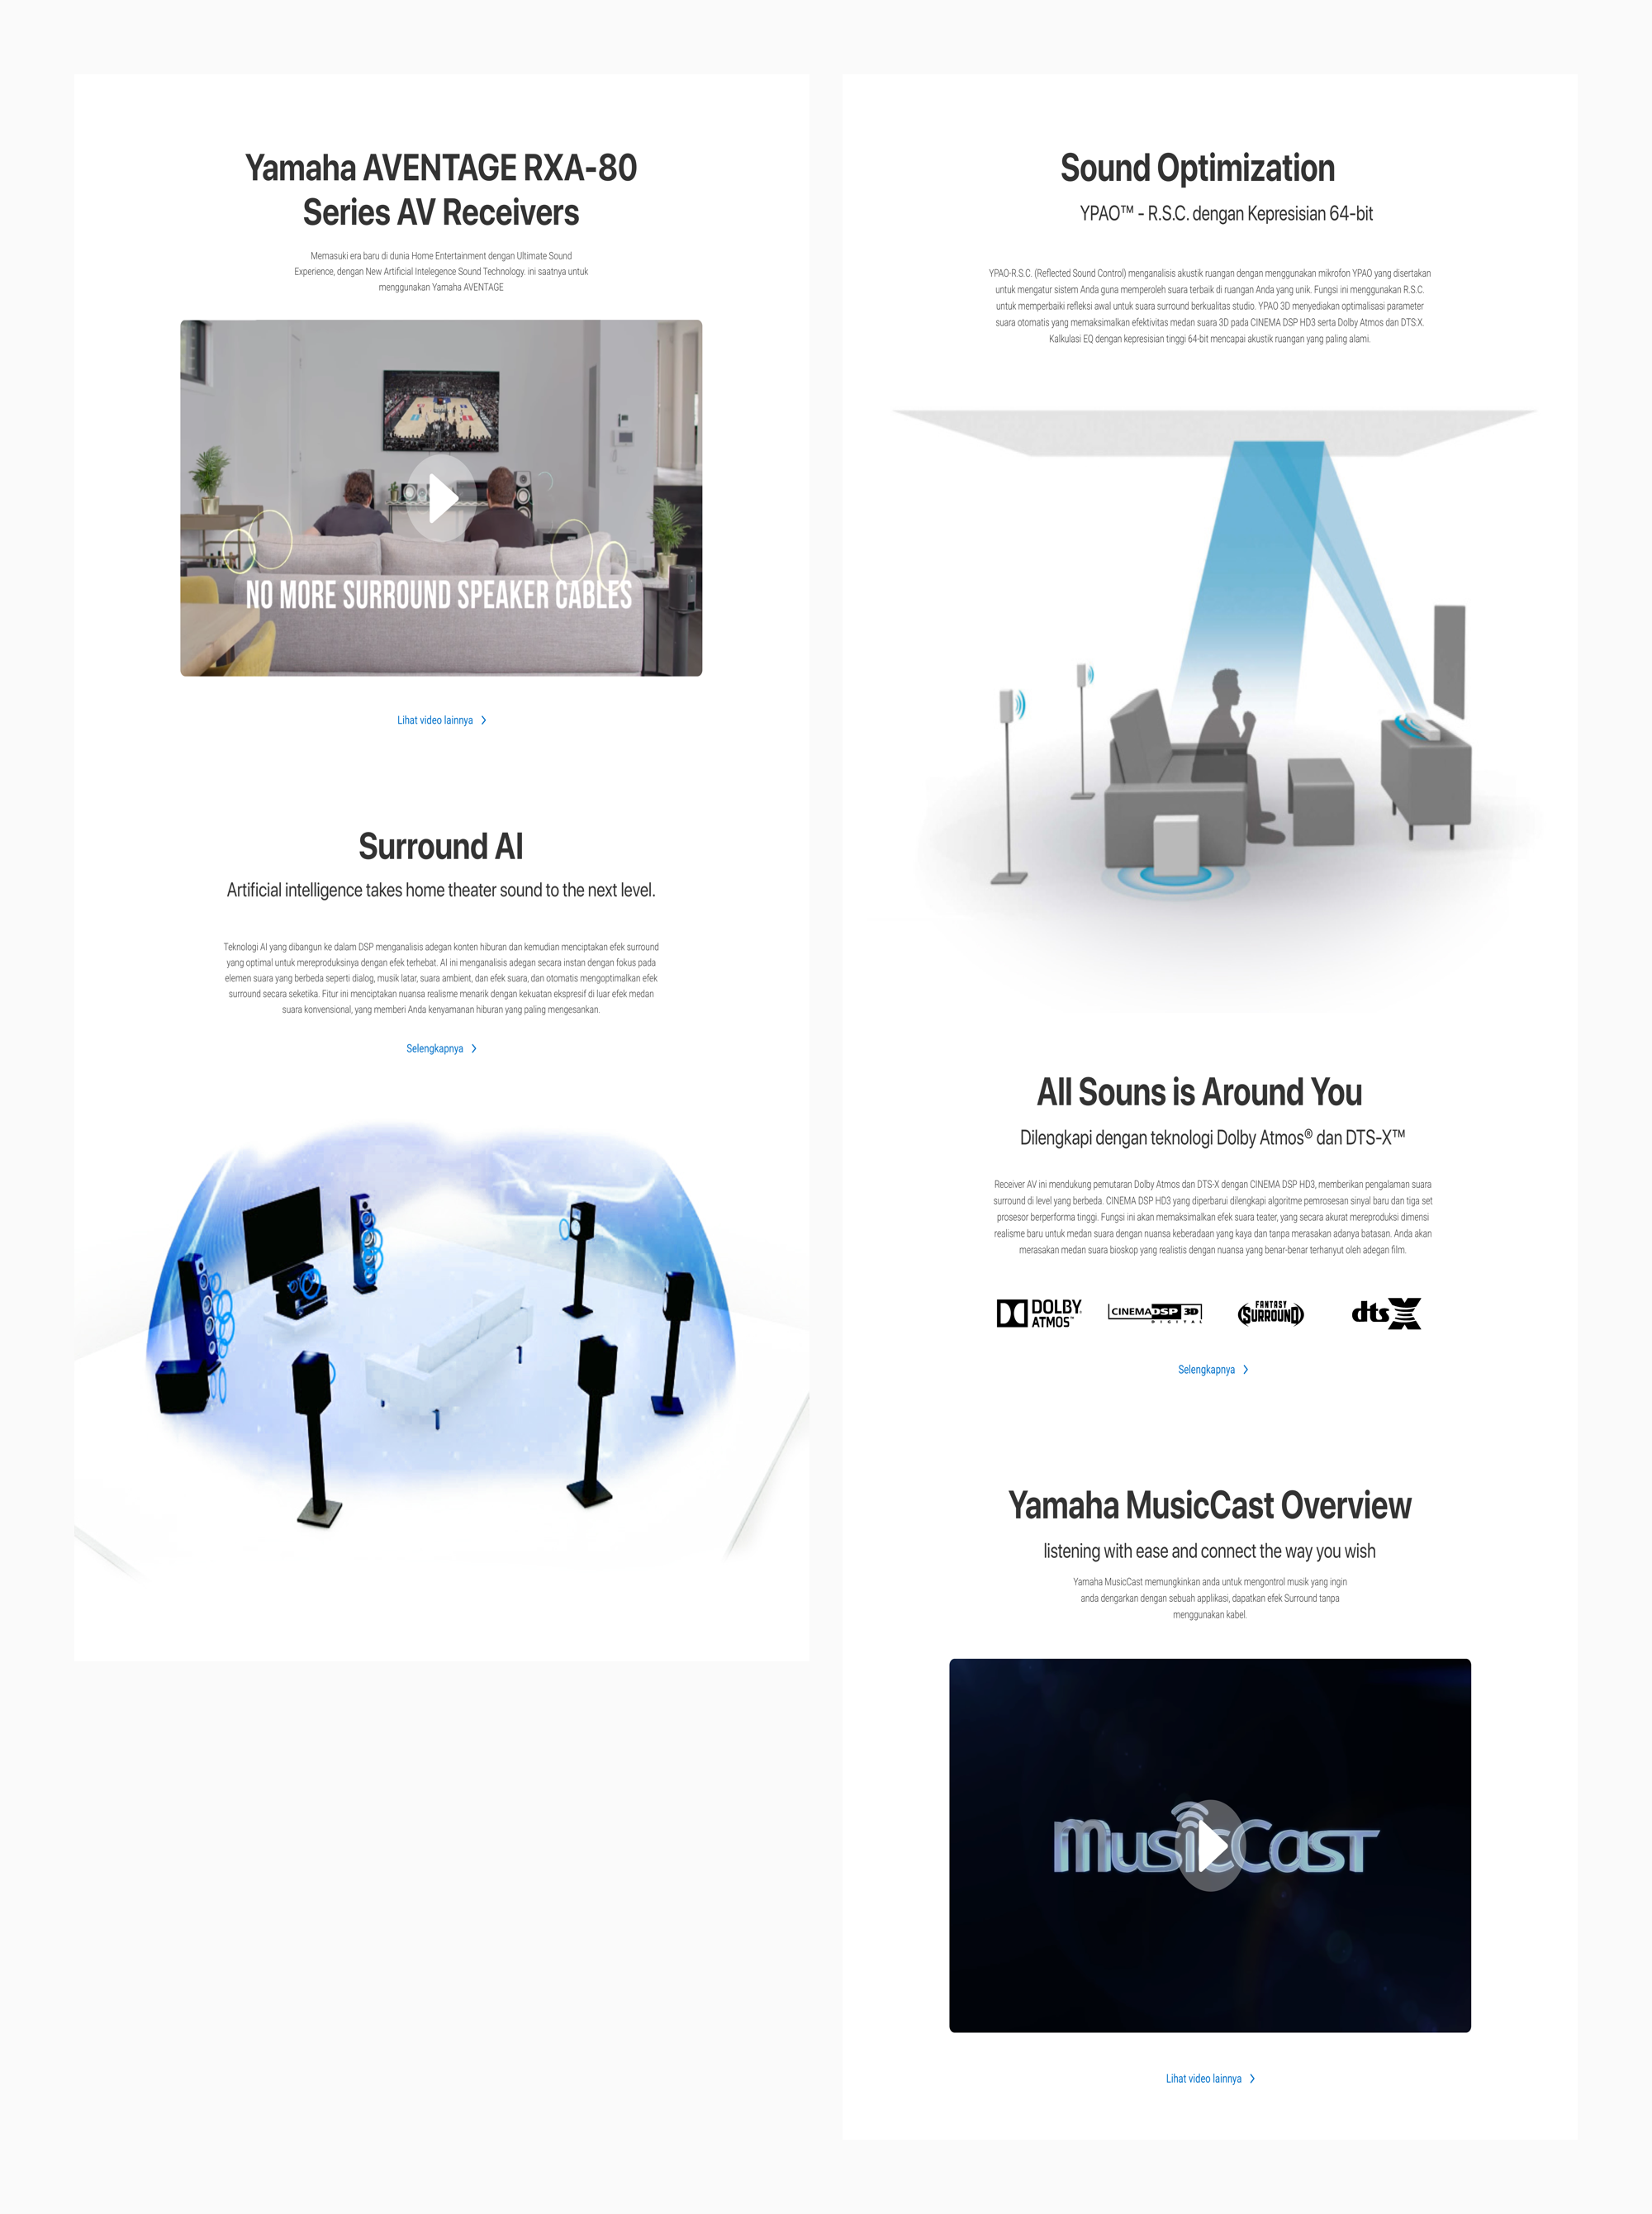 Yamaha AVENTAGE RXA-80
Series AV Receivers
Memasuki era baru di dunia Home Entertainment dengan Ultimate Sound
Experience, dengan New Artificial Intelegence Sound Technology. ini saatnya untuk
menggunakan Yamaha AVENTAGE
NO MORE SURROUND SPEAKER CABLES
Lihat video lainnya
Surround AI
Artificial intelligence takes home theater sound to the next level.
Teknologi AI yang dibangun ke dalam DSP menganalisis adegan konten hiburan dan kemudian menciptakan efek surround
yang optimal untuk mereproduksinya dengan efek terhebat. AI ini menganalisis adegan secara instan dengan fokus pada
elemen suara yang berbeda seperti dialog, musik latar, suara ambient, dan efek suara, dan otomatis mengoptimalkan efek
surround secara seketika. Fitur ini menciptakan nuansa realisme menarik dengan kekuatan ekspresif di luar efek medan
suara konvensional, yang memberi Anda kenyamanan hiburan yang paling mengesankan.
Selengkapnya
Sound Optimization
YPAO™ - R.S.C. dengan Kepresisian 64-bit
YPAO-R.S.C. (Reflected Sound Control) menganalisis akustik ruangan dengan menggunakan mikrofon YPAO yang disertakan
untuk mengatur sistem Anda guna memperoleh suara terbaik di ruangan Anda yang unik. Fungsi ini menggunakan R.S.C.
untuk memperbaiki refleksi awal untuk suara surround berkualitas studio. YPAO 3D menyediakan optimalisasi parameter
suara otomatis yang memaksimalkan efektivitas medan suara 3D pada CINEMA DSP HD3 serta Dolby Atmos dan DTS:X.
Kalkulasi EQ dengan kepresisian tinggi 64-bit mencapai akustik ruangan yang paling alami.
All Souns is Around You
Dilengkapi dengan teknologi Dolby Atmos® dan DTS-X™
Receiver AV ini mendukung pemutaran Dolby Atmos dan DTS-X dengan CINEMA DSP HD3, memberikan pengalaman suara
surround di level yang berbeda. CINEMA DSP HD3 yang diperbarui dilengkapi algoritme pemrosesan sinyal baru dan tiga set
prosesor berperforma tinggi. Fungsi ini akan memaksimalkan efek suara teater, yang secara akurat mereproduksi dimensi
realisme baru untuk medan suara dengan nuansa keberadaan yang kaya dan tanpa merasakan adanya batasan. Anda akan
merasakan medan suara bioskop yang realistis dengan nuansa yang benar-benar terhanyut oleh adegan film.
DOLBY ATMOS™
CINEMA DSP 3D DIGITAL
FANTASY SURROUND
dts X
Selengkapnya
Yamaha MusicCast Overview
listening with ease and connect the way you wish
Yamaha MusicCast memungkinkan anda untuk mengontrol musik yang ingin
anda dengarkan dengan sebuah applikasi, dapatkan efek Surround tanpa
menggunakan kabel.
MusicCast
Lihat video lainnya